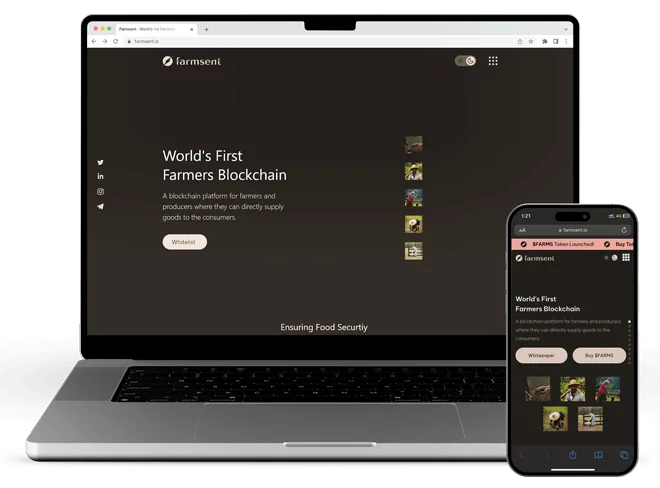 Farmsent - World's 1st Farmers
farmsent.io
farmsent
World's First
Farmers Blockchain
A blockchain platform for farmers and
producers where they can directly supply
goods to the consumers.
Whitelist
Ensuring Food Securtiy
1:21
4G
AA
farmsent.io
$FARMS Token Launched!
Buy To
farmsent
World's First
Farmers Blockchain
A blockchain platform for farmers and producers
where they can directly supply goods to the
consumers.
Whitepaper
Buy $FARMS